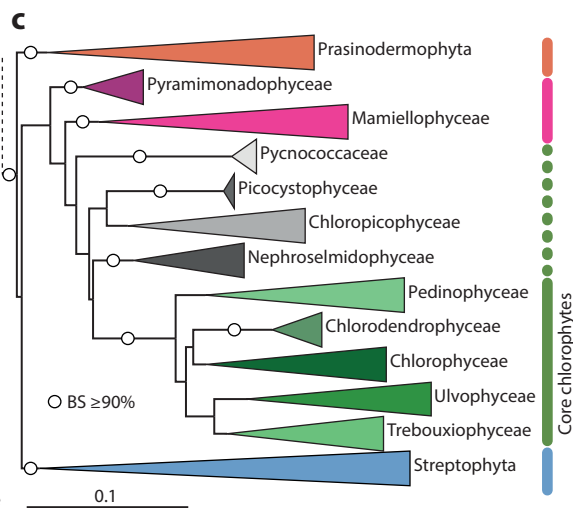 c
Prasinodermophyta
Pyramimonadophyceae
Mamiellophyceae
Pycnococcaceae
Picocystophyceae
Chloropicophyceae
Nephroselmidophyceae
Pedinophyceae
Chlorodendrophyceae
Chlorophyceae
Ulvophyceae
Trebouxiophyceae
Streptophyta
Core chlorophytes
BS ≥90%
0.1